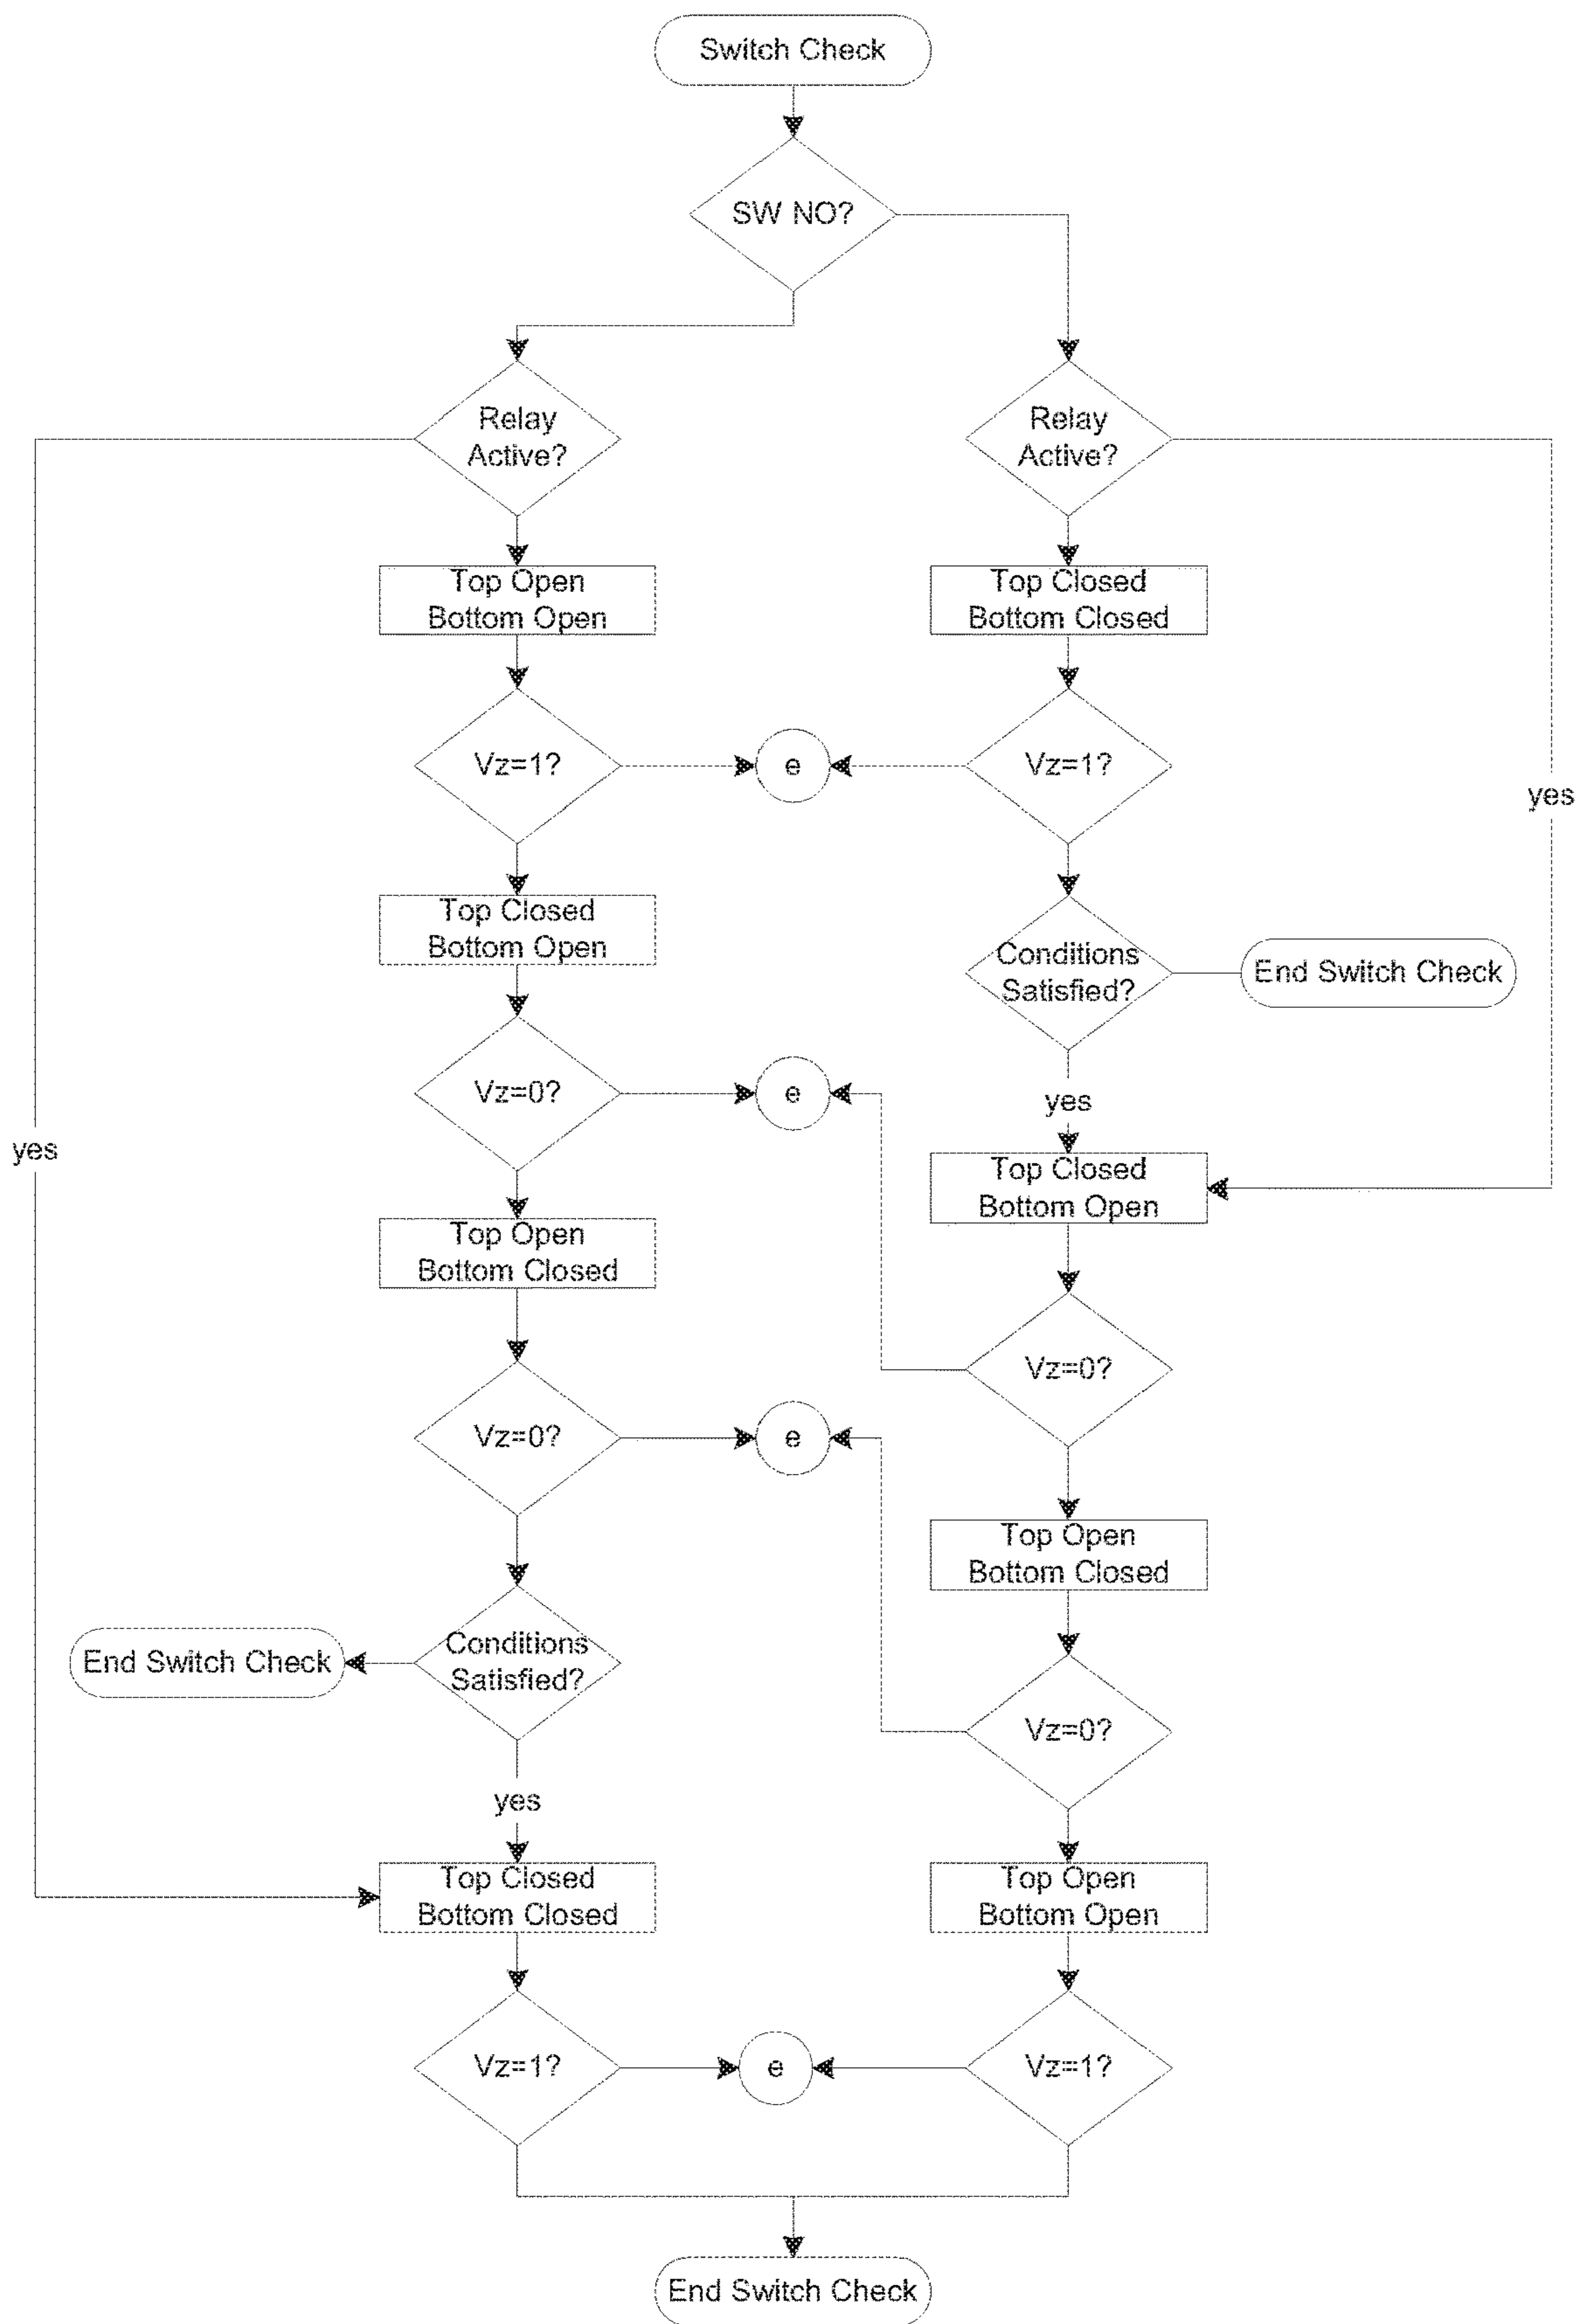 Switch Check
SW NO?
Relay
Active?
Relay
Active?
Top Open
Bottom Open
Top Closed
Bottom Closed
Vz=1?
e
Vz=1?
yes
Top Closed
Bottom Open
Conditions
Satisfied?
End Switch Check
Vz=0?
e
yes
yes
Top Closed
Bottom Open
Top Open
Bottom Closed
Vz=0?
Vz=0?
e
Top Open
Bottom Closed
End Switch Check
Conditions
Satisfied?
Vz=0?
yes
Top Closed
Bottom Closed
Top Open
Bottom Open
Vz=1?
e
Vz=1?
End Switch Check